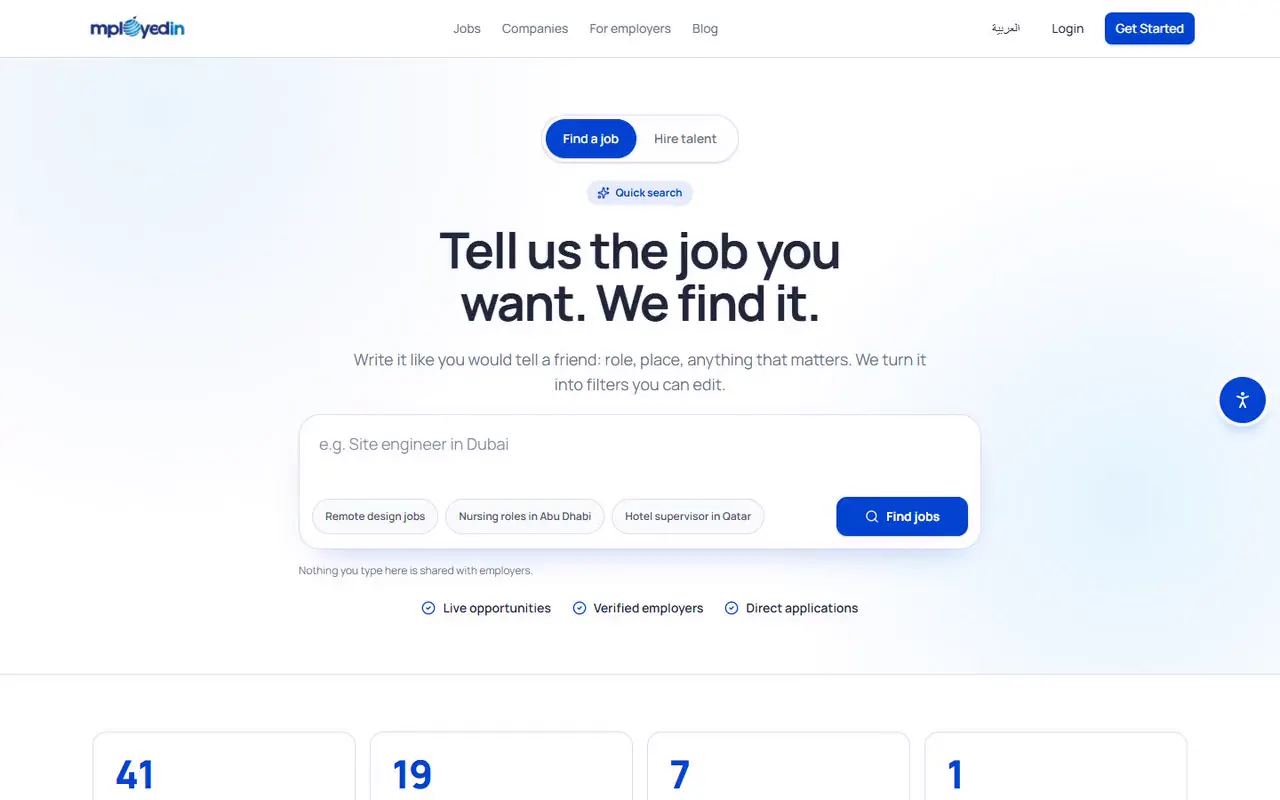 mployedin
Jobs Companies For employers Blog
العربية Login Get Started
Find a job Hire talent
Quick search
Tell us the job you
want. We find it.
Write it like you would tell a friend: role, place, anything that matters. We turn it
into filters you can edit.
e.g. Site engineer in Dubai
Remote design jobs Nursing roles in Abu Dhabi Hotel supervisor in Qatar Find jobs
Nothing you type here is shared with employers.
Live opportunities Verified employers Direct applications
41 19 7 1